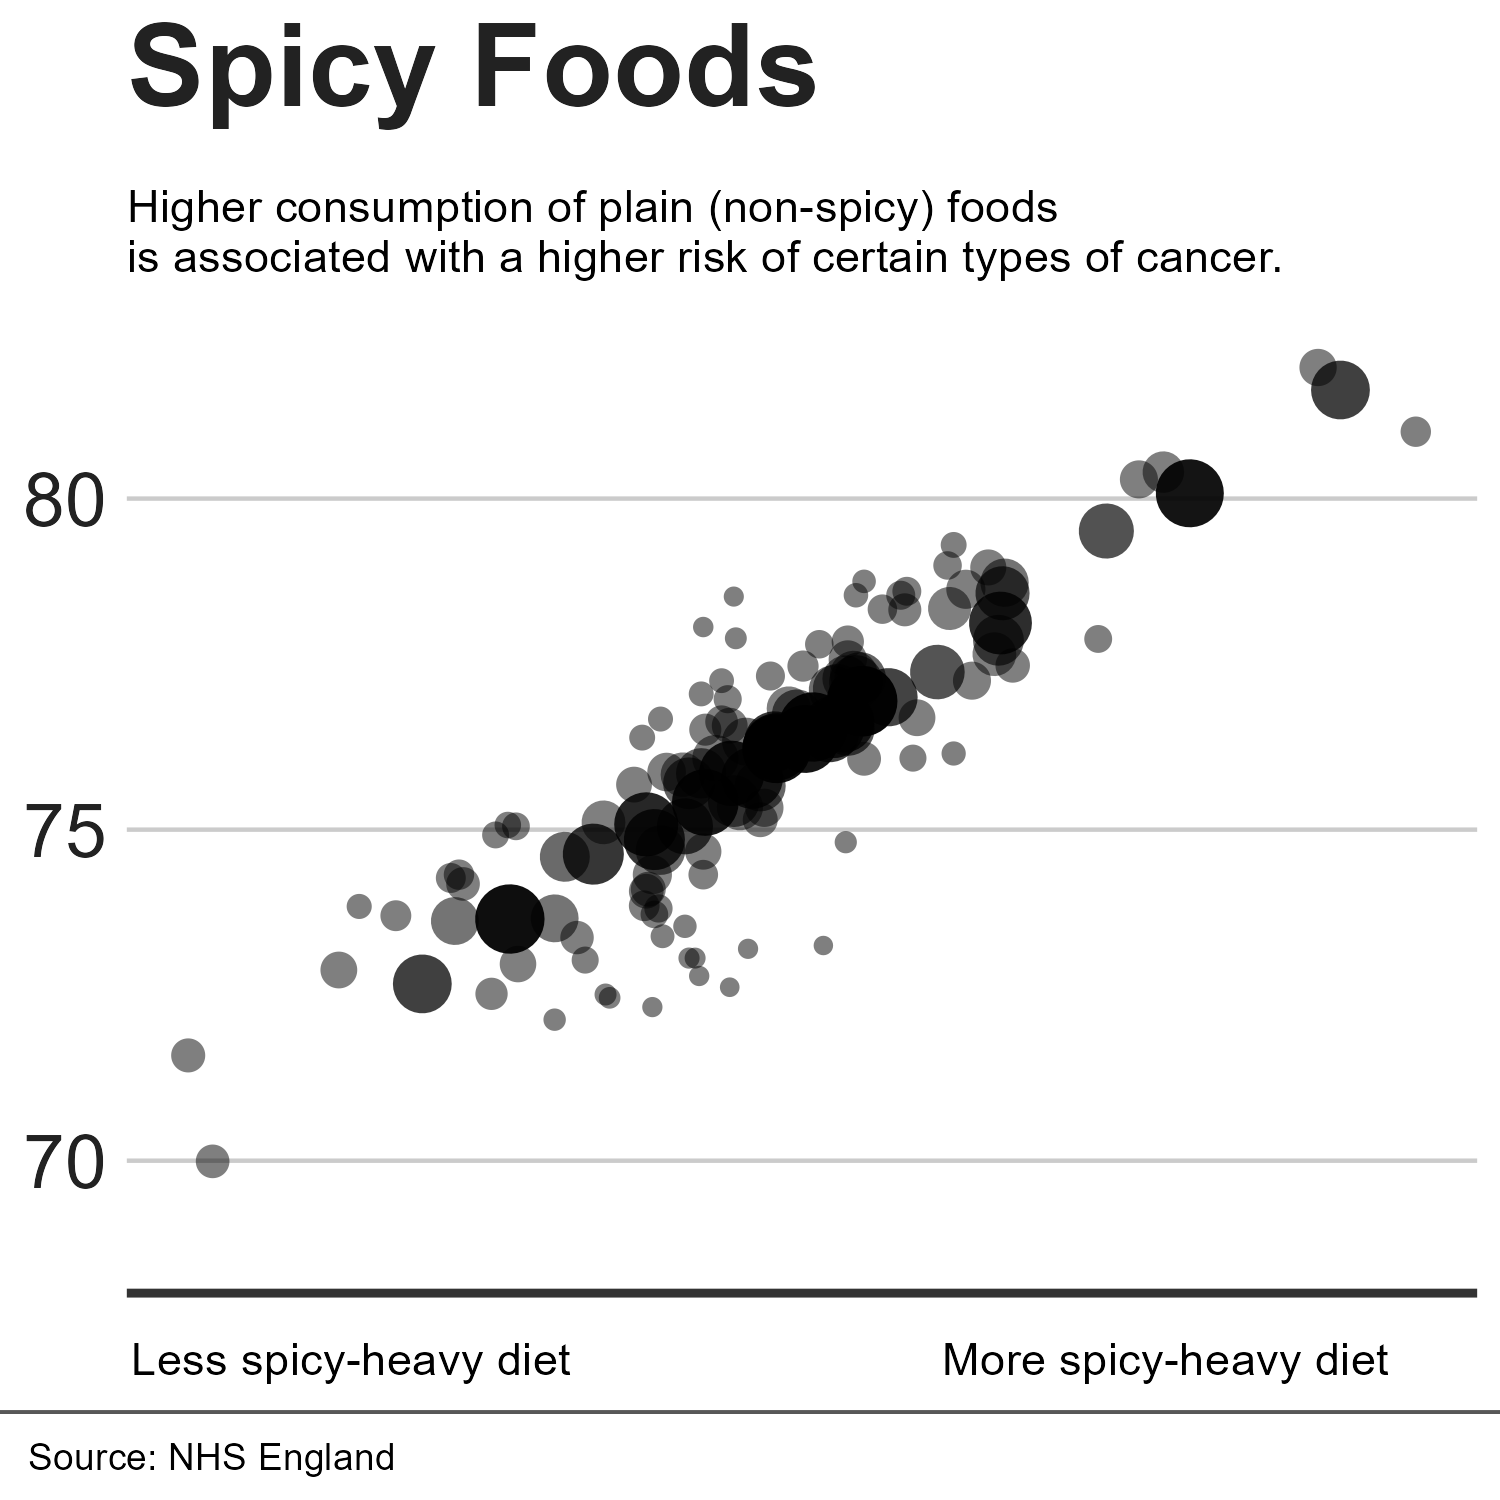 Spicy Foods
Higher consumption of plain (non-spicy) foods
is associated with a higher risk of certain types of cancer.
80
75
70
Less spicy-heavy diet
More spicy-heavy diet
Source: NHS England